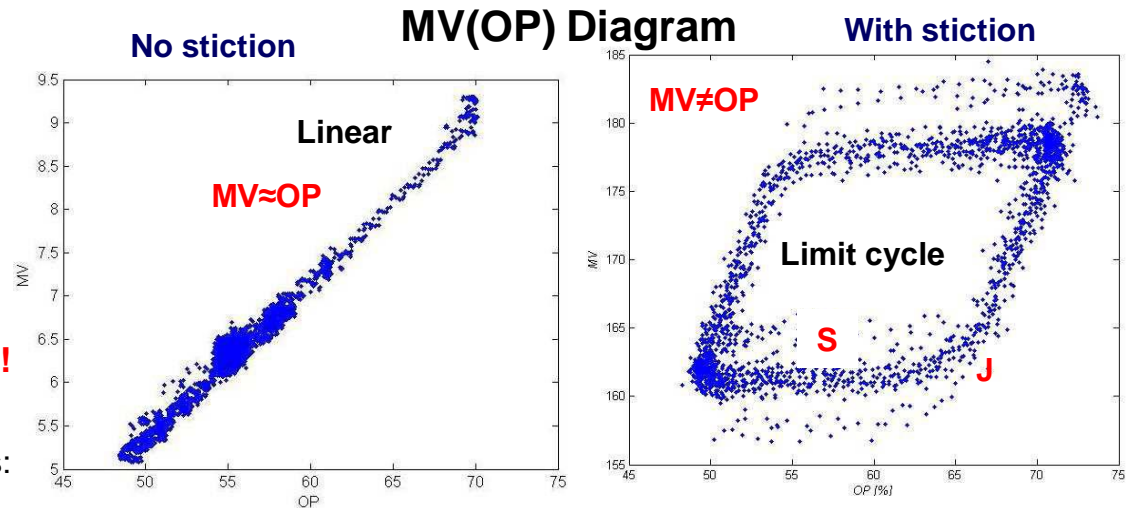 MV(OP) Diagram
No stiction
With stiction
9.5
9
8.5
8
7.5
7
6.5
6
5.5
5
MV
45
50
55
60
65
70
75
OP
Linear
MV≈OP
!
s:
185
180
175
170
165
160
155
MV
45
50
55
60
65
70
75
OP [%]
MV≠OP
Limit cycle
S
J